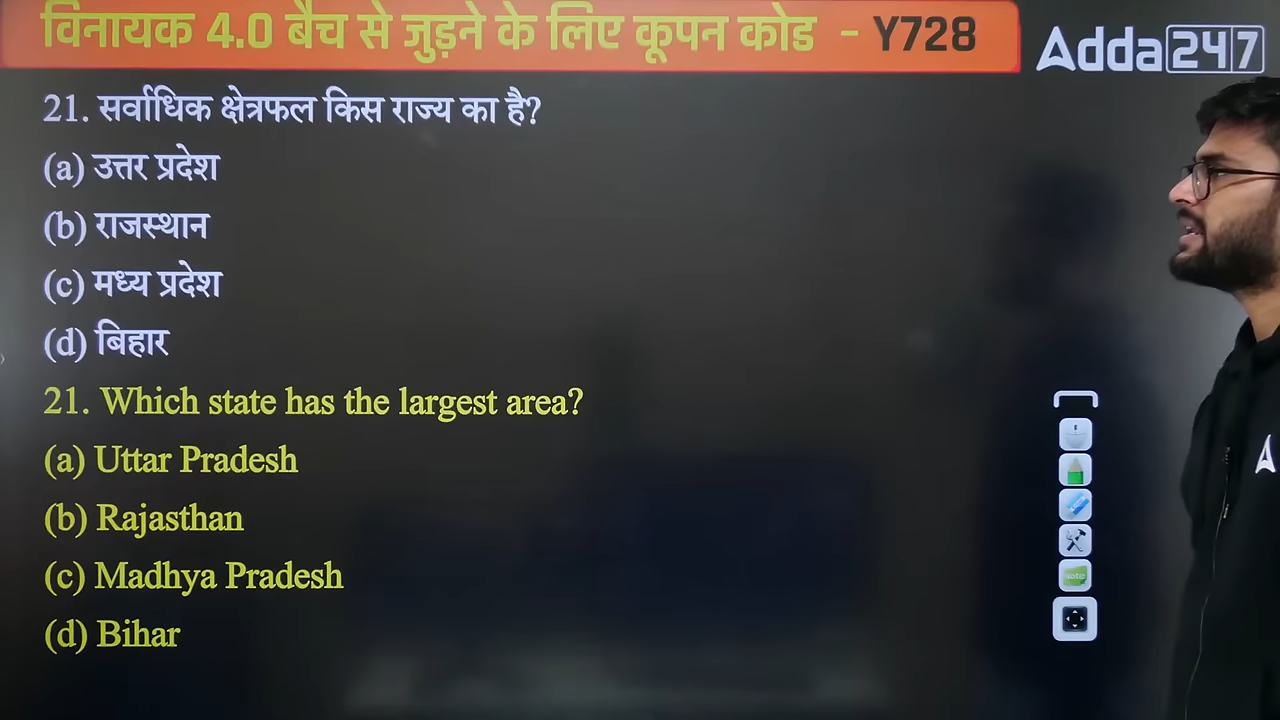 विनायक 4.0 बैच से जुड़ने के लिए कूपन कोड - Y728
Adda247
21. सर्वाधिक क्षेत्रफल किस राज्य का है?
(a) उत्तर प्रदेश
(b) राजस्थान
(c) मध्य प्रदेश
(d) बिहार
21. Which state has the largest area?
(a) Uttar Pradesh
(b) Rajasthan
(c) Madhya Pradesh
(d) Bihar